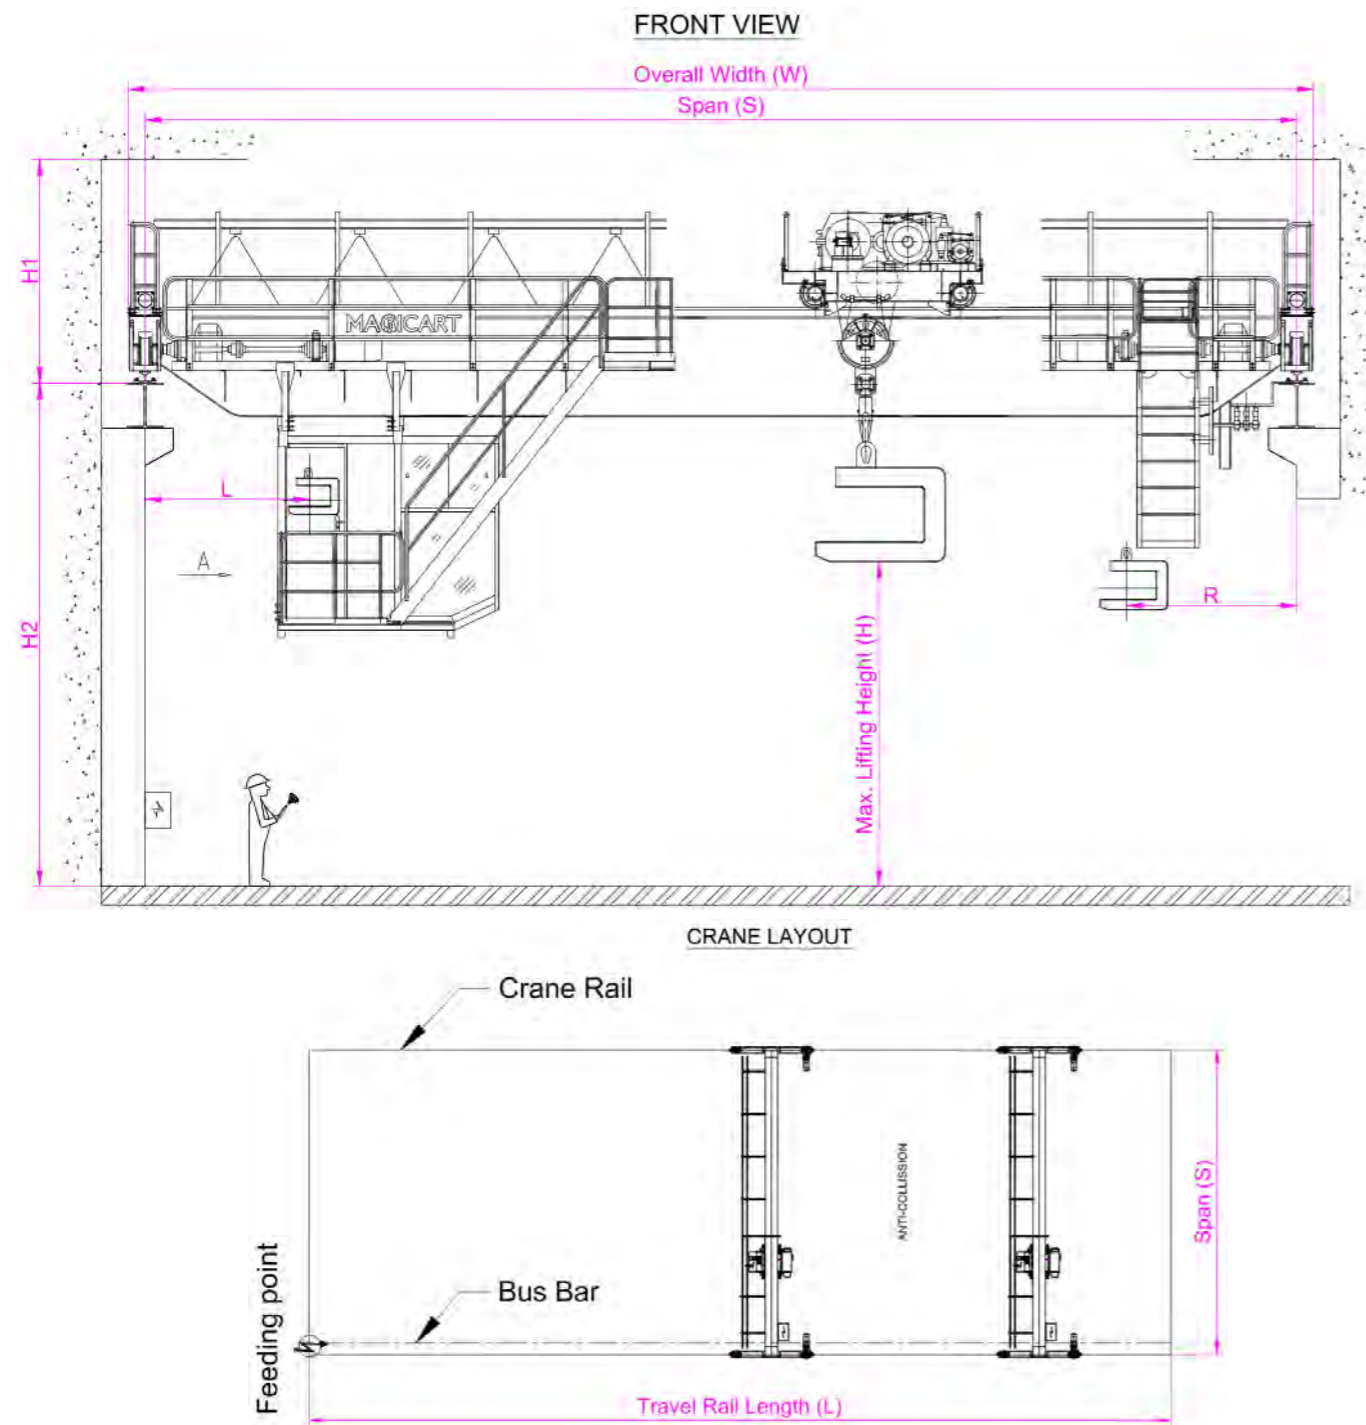 FRONT VIEW
Overall Width (W)
Span (S)
H1
MAGICART
L
A
R
H2
Max. Lifting Height (H)
CRANE LAYOUT
Crane Rail
ANTI-COLLISSION
Span (S)
Feeding point
Bus Bar
Travel Rail Length (L)